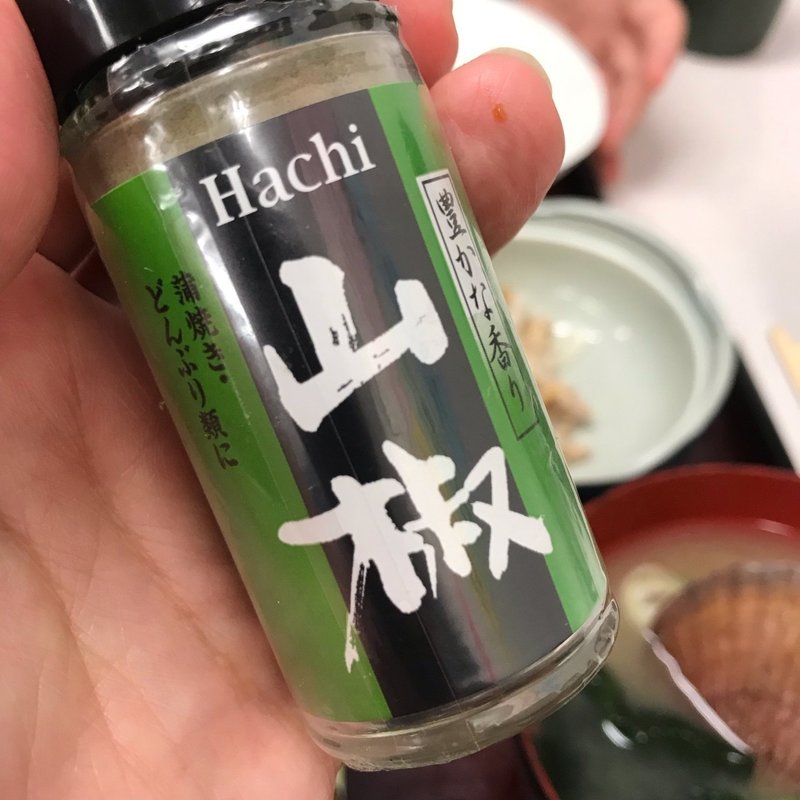 Hachi
山椒
豊かな香り
蒲焼き・
どんぶり類に